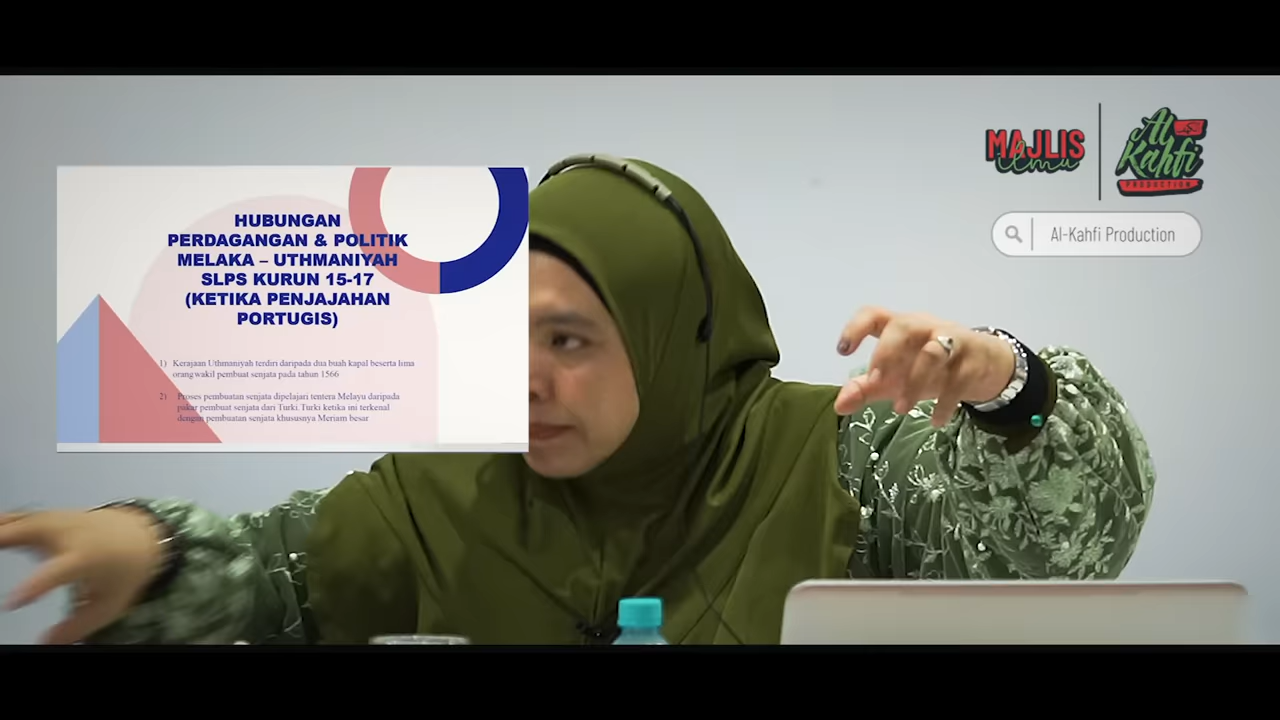 MAJLIS
Ilmu
Al
Kahfi
PRODUCTION
Al-Kahfi Production
HUBUNGAN
PERDAGANGAN & POLITIK
MELAKA – UTHMANIYAH
SLPS KURUN 15-17
(KETIKA PENJAJAHAN
PORTUGIS)
1) Kerajaan Uthmaniyah terdiri daripada dua buah kapal beserta lima
orang wakil pembuat senjata pada tahun 1566
2) Proses pembuatan senjata dipelajari tentera Melayu daripada
pakar pembuat senjata dari Turki. Turki ketika ini terkenal
dengan pembuatan senjata khususnya Meriam besar